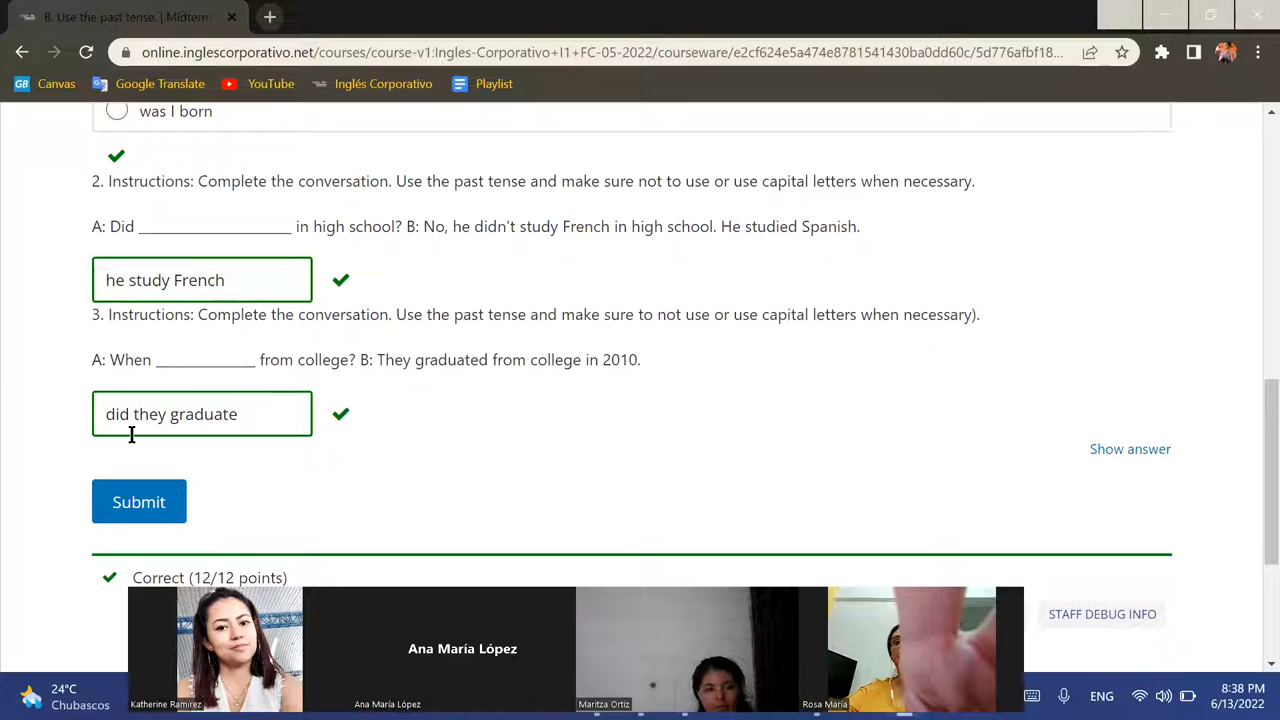 B. Use the past tense. | Midterm
online.inglescorporativo.net/courses/course-v1:Ingles-Corporativo+I1+FC-05-2022/courseware/e2cf624e5a474e8781541430ba0dd60c/5d776afbf18...
GB Canvas Google Translate YouTube Inglés Corporativo Playlist
was I born
2. Instructions: Complete the conversation. Use the past tense and make sure not to use or use capital letters when necessary.
A: Did ____________________ in high school? B: No, he didn't study French in high school. He studied Spanish.
he study French
3. Instructions: Complete the conversation. Use the past tense and make sure to not use or use capital letters when necessary).
A: When _____________ from college? B: They graduated from college in 2010.
did they graduate
Show answer
Submit
Correct (12/12 points)
STAFF DEBUG INFO
Ana María López
Katherine Ramirez Ana María López Maritza Ortiz Rosa María
24°C
Chubascos
ENG
8:38 PM
6/13/2022